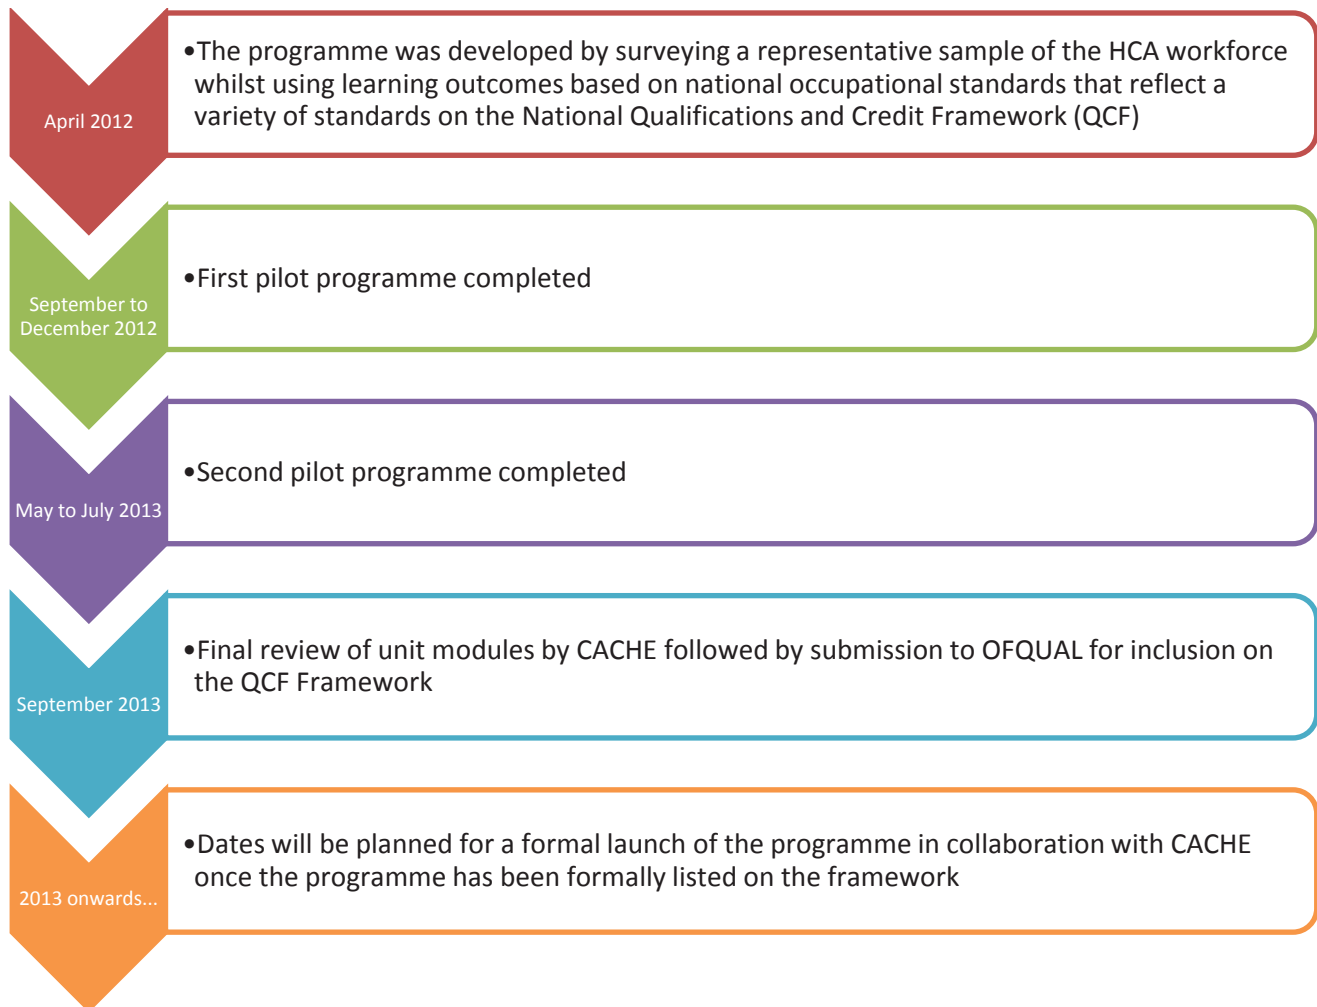 April 2012
•The programme was developed by surveying a representative sample of the HCA workforce
whilst using learning outcomes based on national occupational standards that reflect a
variety of standards on the National Qualifications and Credit Framework (QCF)
September to
December 2012
•First pilot programme completed
May to July 2013
•Second pilot programme completed
September 2013
•Final review of unit modules by CACHE followed by submission to OFQUAL for inclusion on
the QCF Framework
2013 onwards...
•Dates will be planned for a formal launch of the programme in collaboration with CACHE
once the programme has been formally listed on the framework